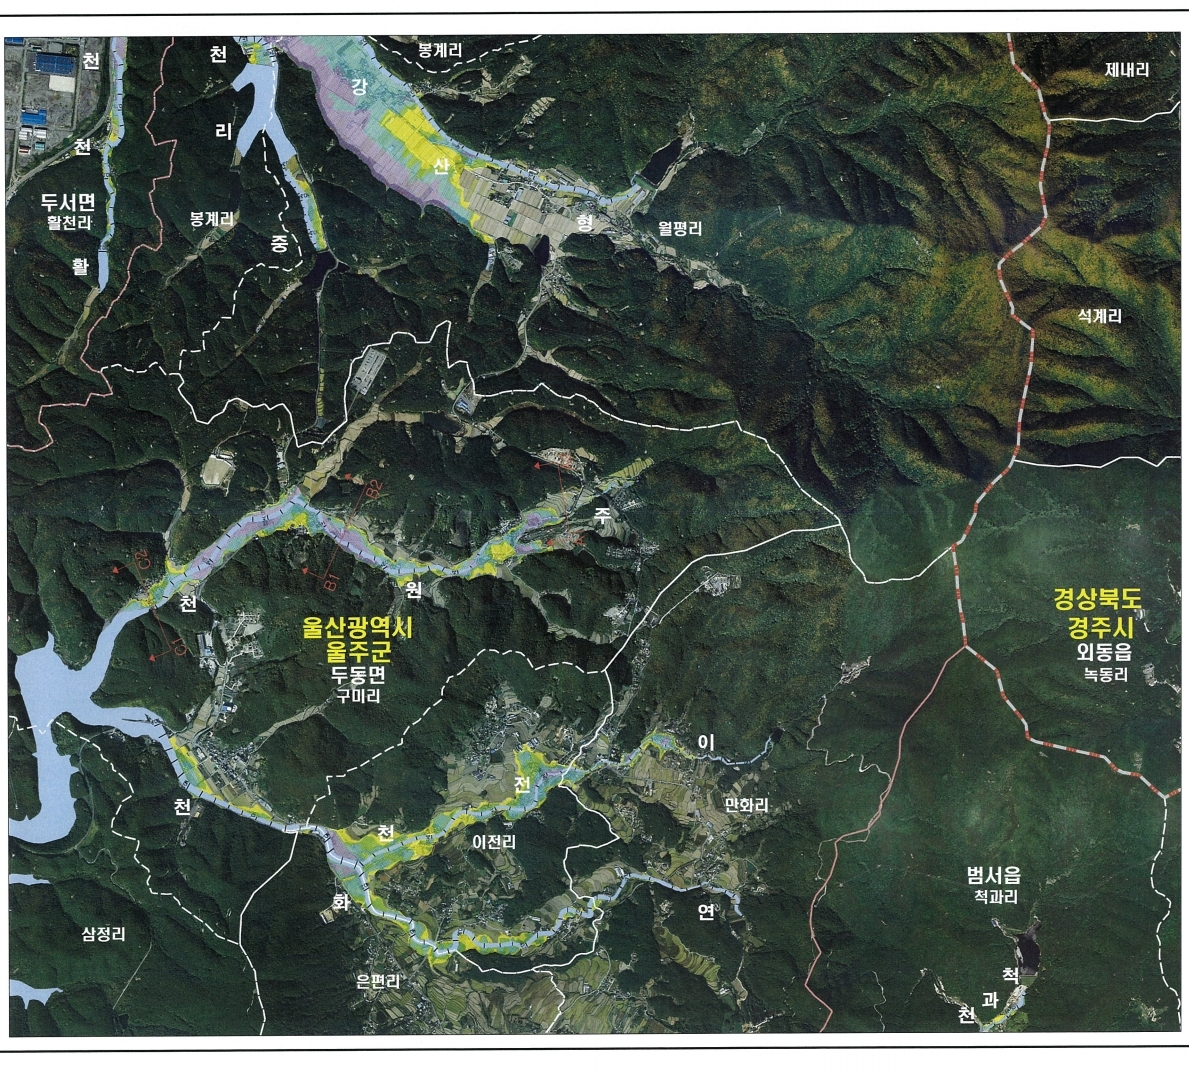 천
천
강
봉계리
제내리
천
리
산
두서면
활천리
봉계리
형
월평리
중
활
석계리
B2
주
C2
B1
원
천
경상북도
경주시
외동읍
녹동리
울산광역시
울주군
두동면
구미리
C1
이
전
천
만화리
천
이전리
범서읍
척과리
화
연
삼정리
은편리
척
과
천